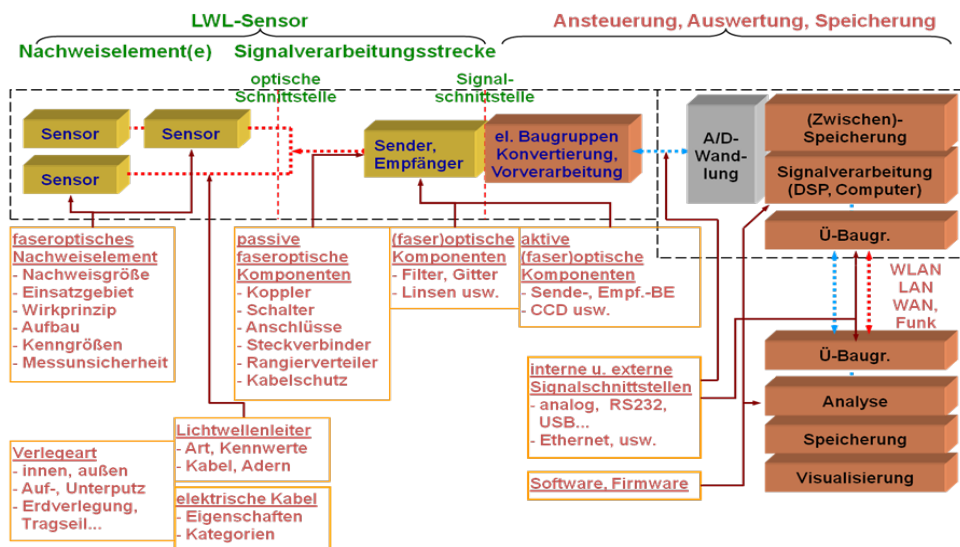 LWL-Sensor
Ansteuerung, Auswertung, Speicherung
Nachweiselement(e)
Signalverarbeitungsstrecke
optische
Schnittstelle
Signal-
schnittstelle
Sensor
Sensor
Sensor
Sender,
Empfänger
el. Baugruppen
Konvertierung,
Vorverarbeitung
A/D-
Wand-
lung
(Zwischen)-
Speicherung
Signalverarbeitung
(DSP, Computer)
Ü-Baugr.
faseroptisches
Nachweiselement
- Nachweisgröße
- Einsatzgebiet
- Wirkprinzip
- Aufbau
- Kenngrößen
- Messunsicherheit
passive
faseroptische
Komponenten
- Koppler
- Schalter
- Anschlüsse
- Steckverbinder
- Rangierverteiler
- Kabelschutz
(faser)optische
Komponenten
- Filter, Gitter
- Linsen usw.
aktive
(faser)optische
Komponenten
- Sende-, Empf.-BE
- CCD usw.
WLAN
LAN
WAN,
Funk
Ü-Baugr.
Analyse
Speicherung
Visualisierung
interne u. externe
Signalschnittstellen
- analog, RS232,
USB...
- Ethernet, usw.
Software, Firmware
Lichtwellenleiter
- Art, Kennwerte
- Kabel, Adern
Verlegeart
- innen, außen
- Auf-, Unterputz
- Erdverlegung,
Tragseil...
elektrische Kabel
- Eigenschaften
- Kategorien